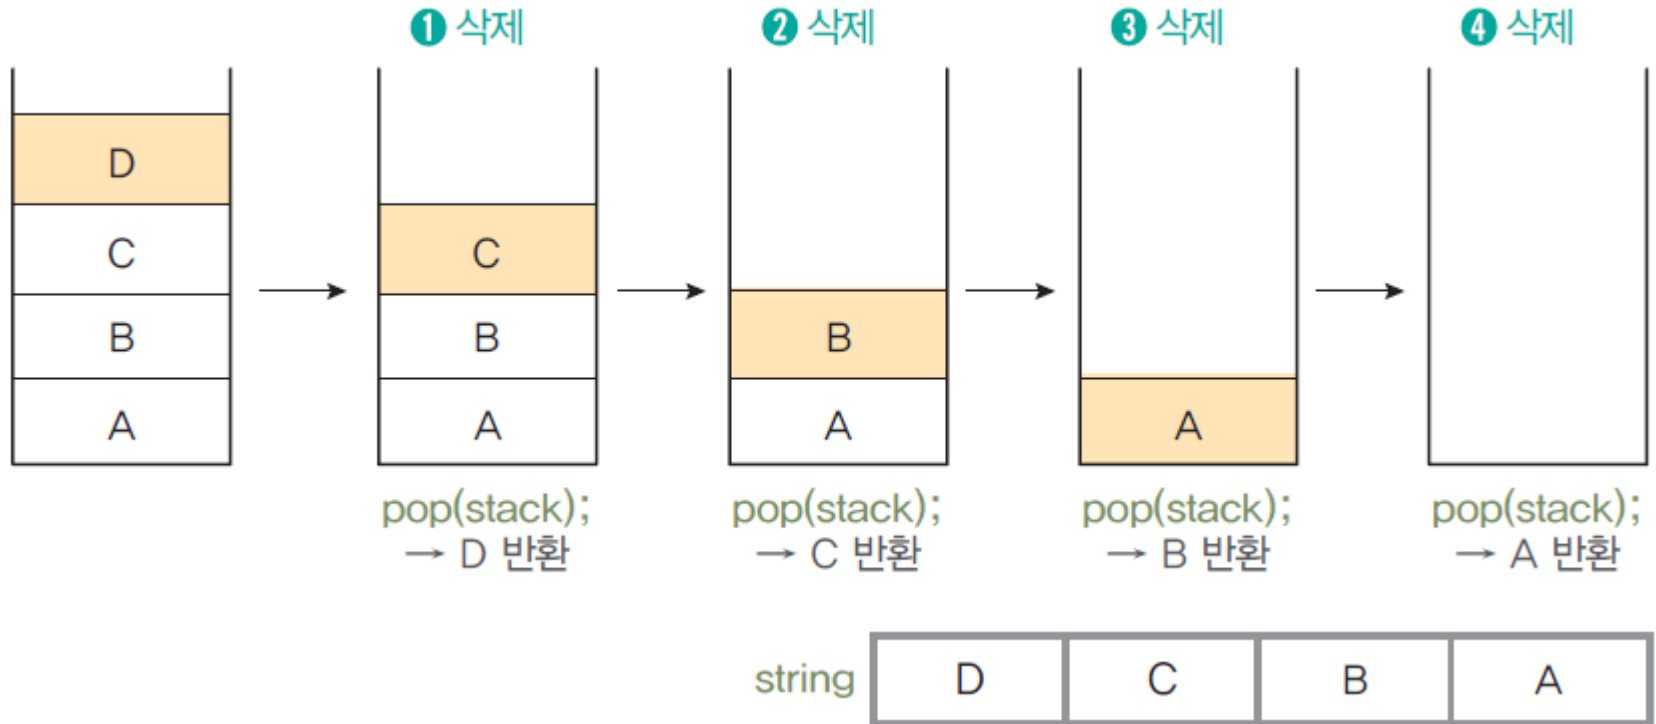 ❶ 삭제
❷ 삭제
❸ 삭제
❹ 삭제
D
C
B
A
C
B
A
B
A
A
pop(stack);
→ D 반환
pop(stack);
→ C 반환
pop(stack);
→ B 반환
pop(stack);
→ A 반환
string D C B A